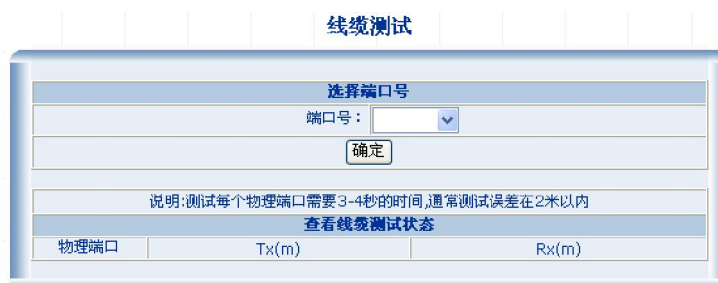 线缆测试
选择端口号
端口号：
确定
说明:测试每个物理端口需要3-4秒的时间,通常测试误差在2米以内
查看线缆测试状态
物理端口 Tx(m) Rx(m)